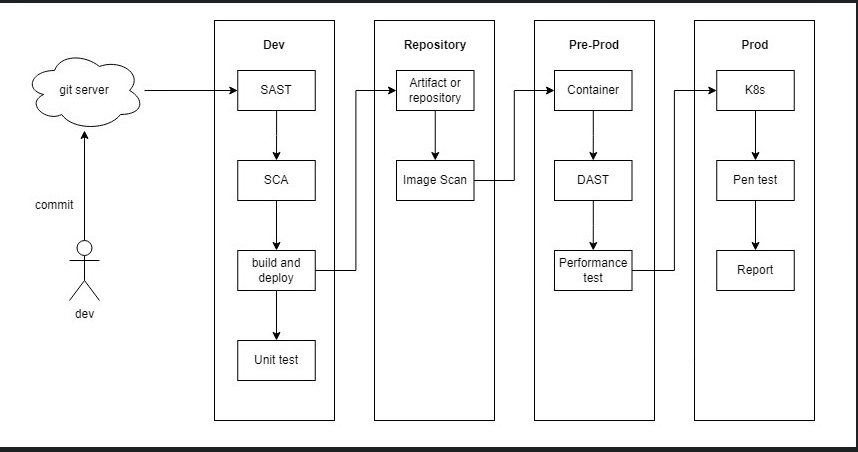 Dev
Repository
Pre-Prod
Prod
git server
SAST
Artifact or
repository
Container
K8s
SCA
Image Scan
DAST
Pen test
commit
build and
deploy
Performance
test
Report
dev
Unit test